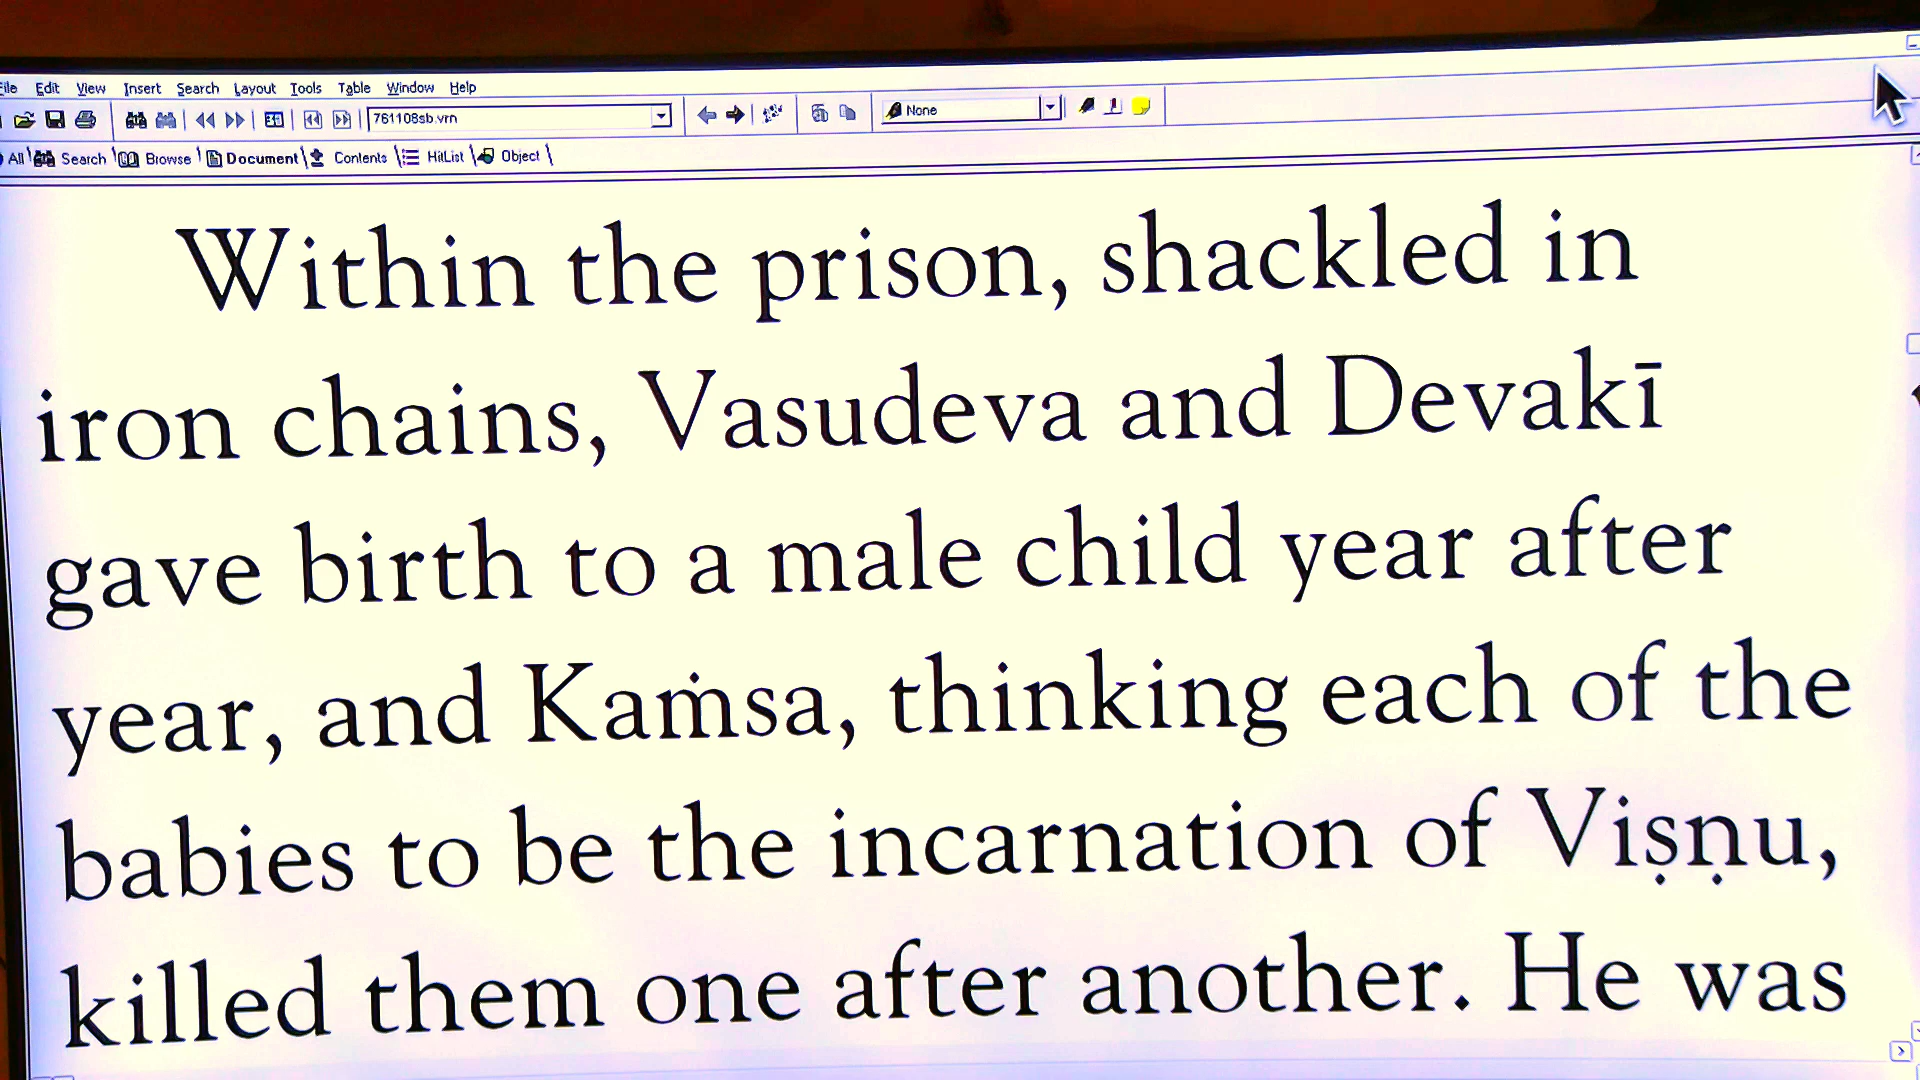 File Edit View Insert Search Layout Tools Table Window Help
761108sb.vrn None
All Search Browse Document Contents HitList Object
Within the prison, shackled in
iron chains, Vasudeva and Devakī
gave birth to a male child year after
year, and Kaṁsa, thinking each of the
babies to be the incarnation of Viṣṇu,
killed them one after another. He was